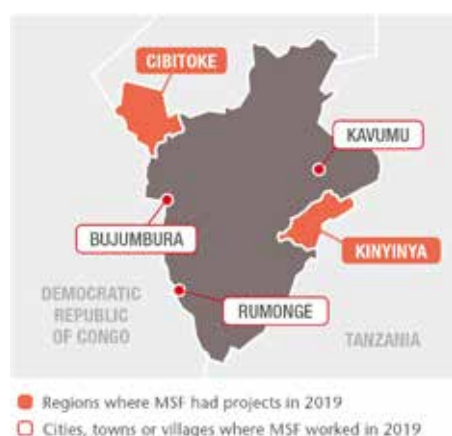 CIBITOKE
KAVUMU
BUJUMBURA
KINYINYA
DEMOCRATIC
REPUBLIC
OF CONGO
RUMONGE
TANZANIA
Regions where MSF had projects in 2019
Cities, towns or villages where MSF worked in 2019